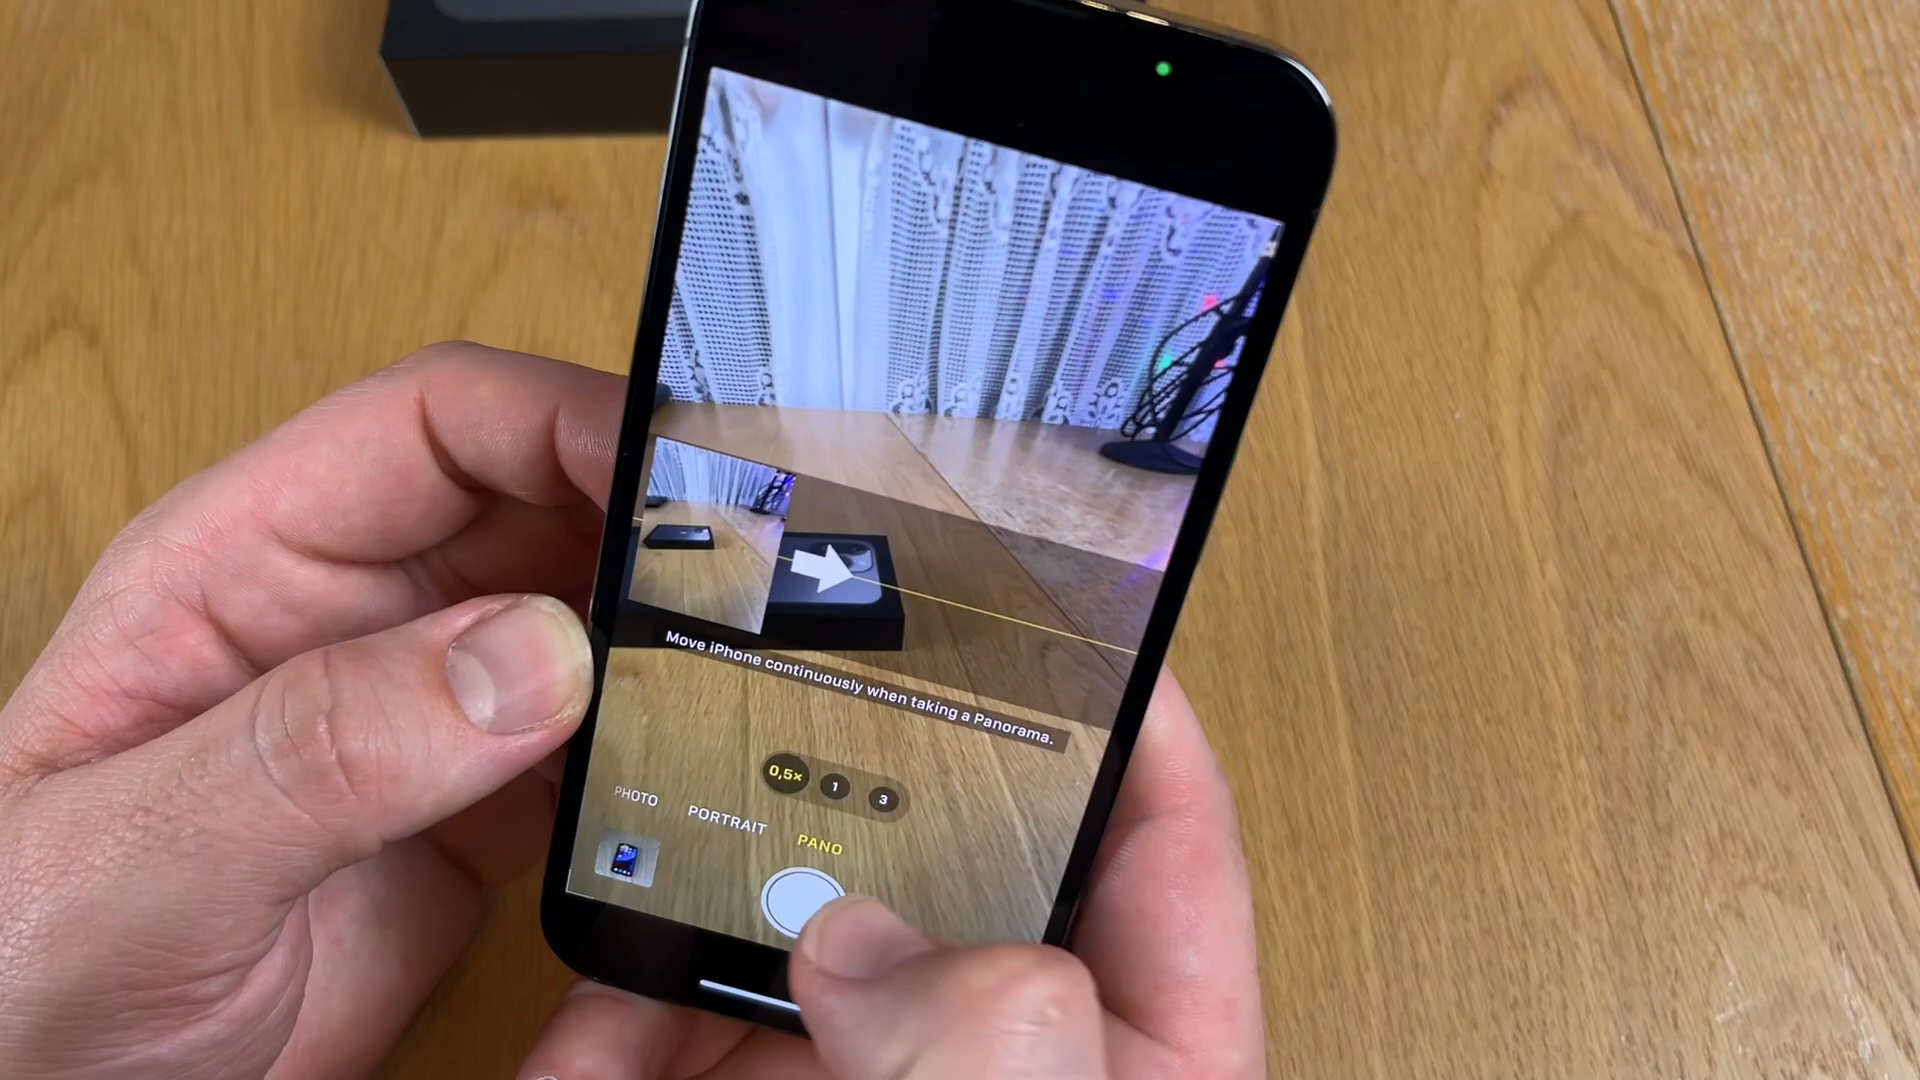 Move iPhone continuously when taking a Panorama.
0,5× 1 3
PHOTO PORTRAIT PANO